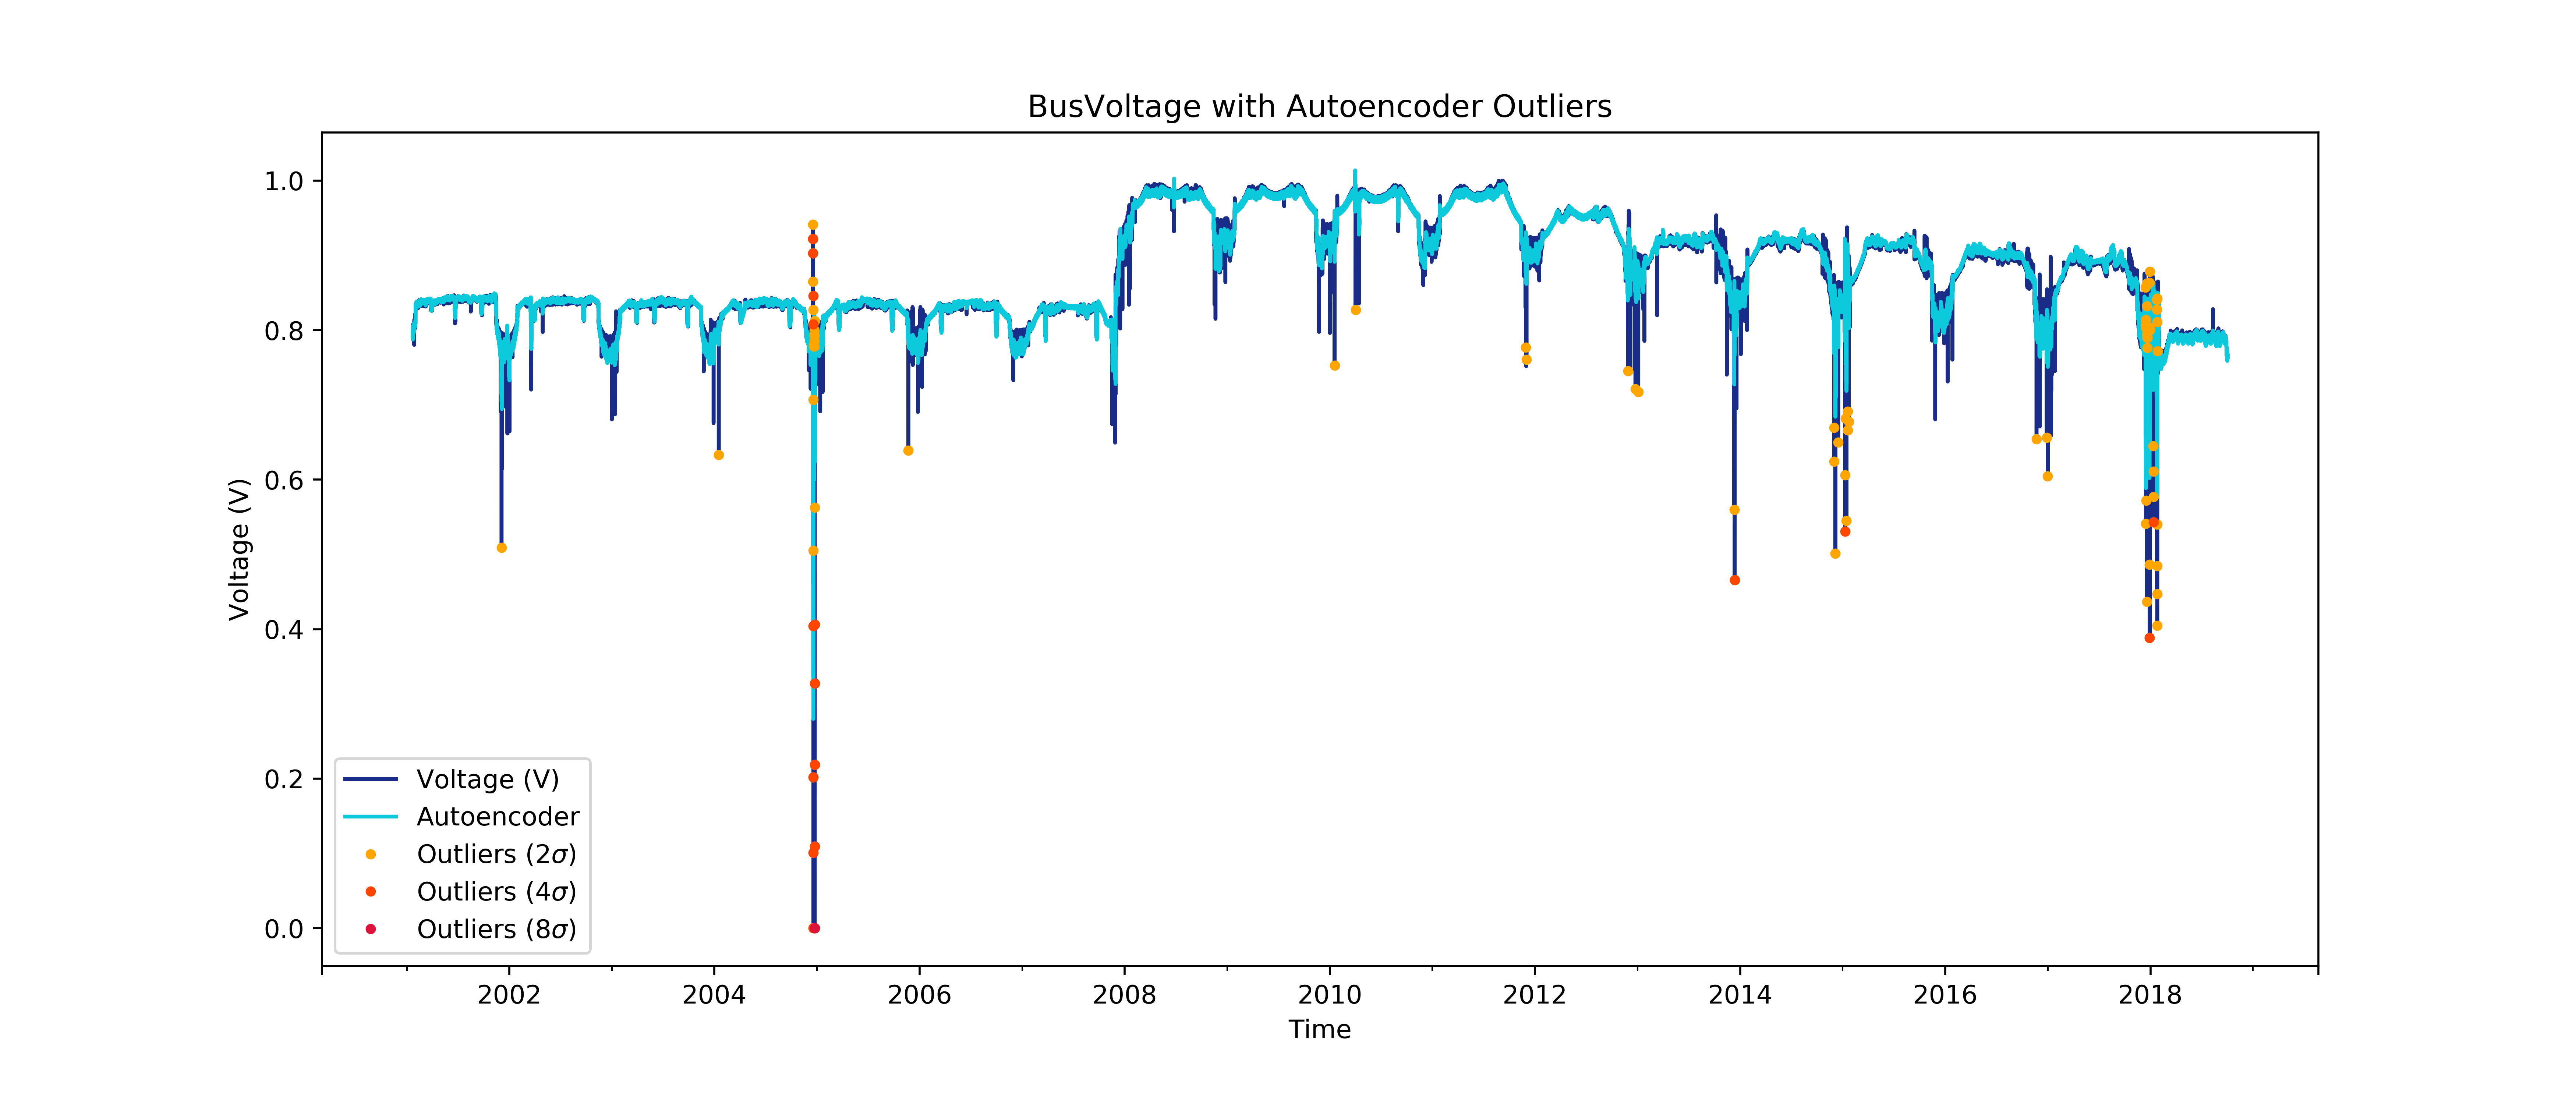 BusVoltage with Autoencoder Outliers
1.0
0.8
0.6
0.4
0.2
0.0
Voltage (V)
Voltage (V)
Autoencoder
Outliers (2σ)
Outliers (4σ)
Outliers (8σ)
2002 2004 2006 2008 2010 2012 2014 2016 2018
Time